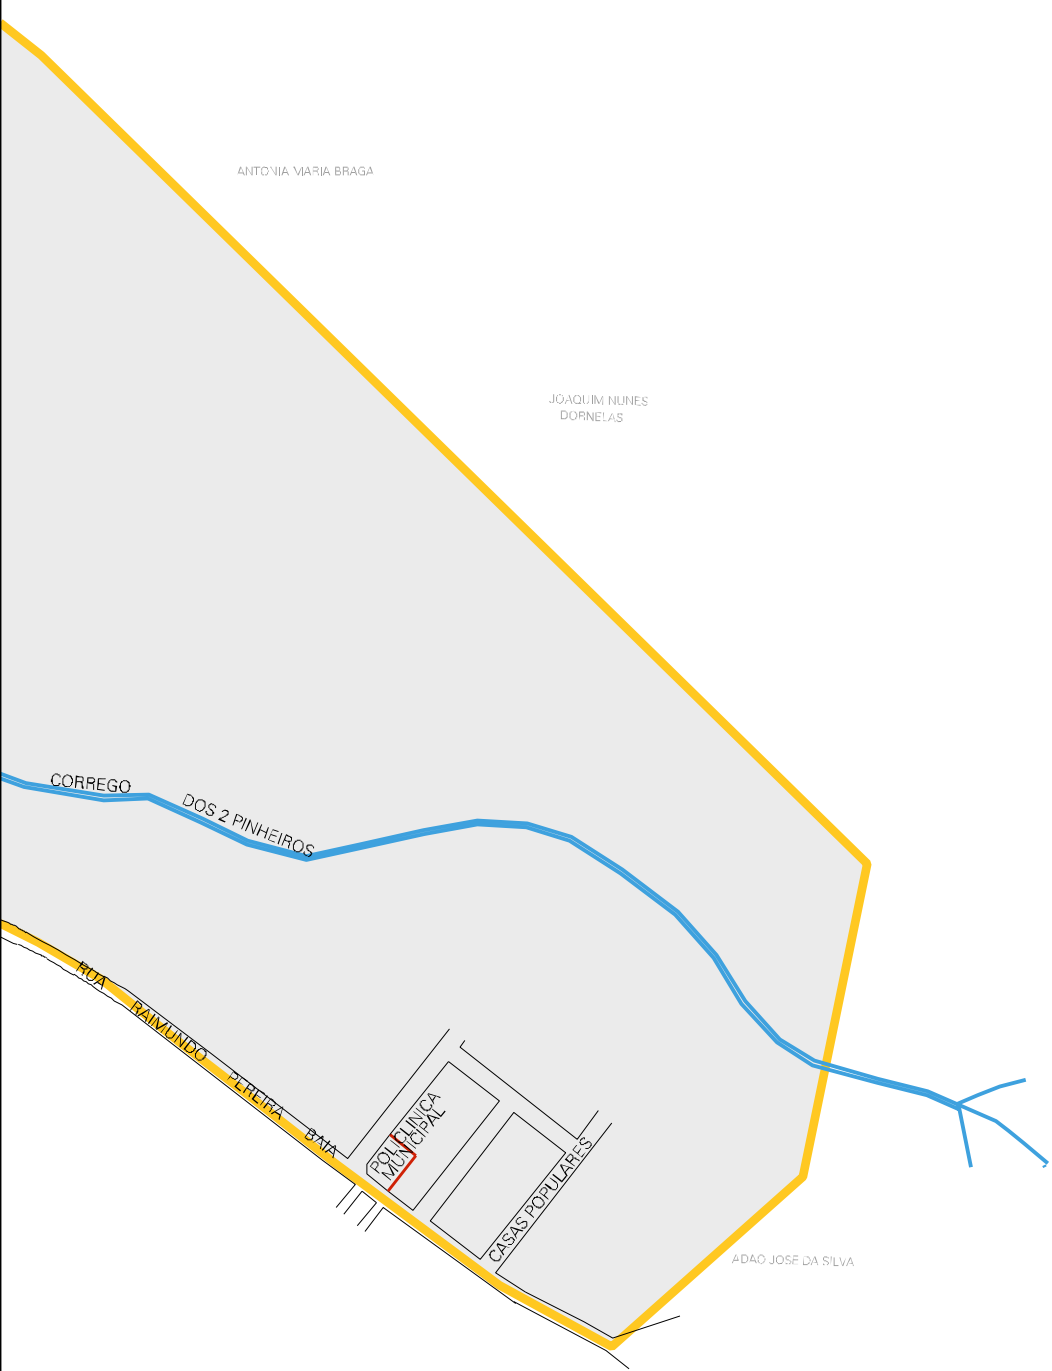 ANTONIA MARIA BRAGA
JOAQUIM NUNES
DORNELAS
CORREGO
DOS 2 PINHEIROS
RUA
RAIMUNDO
PEREIRA
BAIA
POLICLINICA
MUNICIPAL
CASAS POPULARES
ADAO JOSE DA SILVA